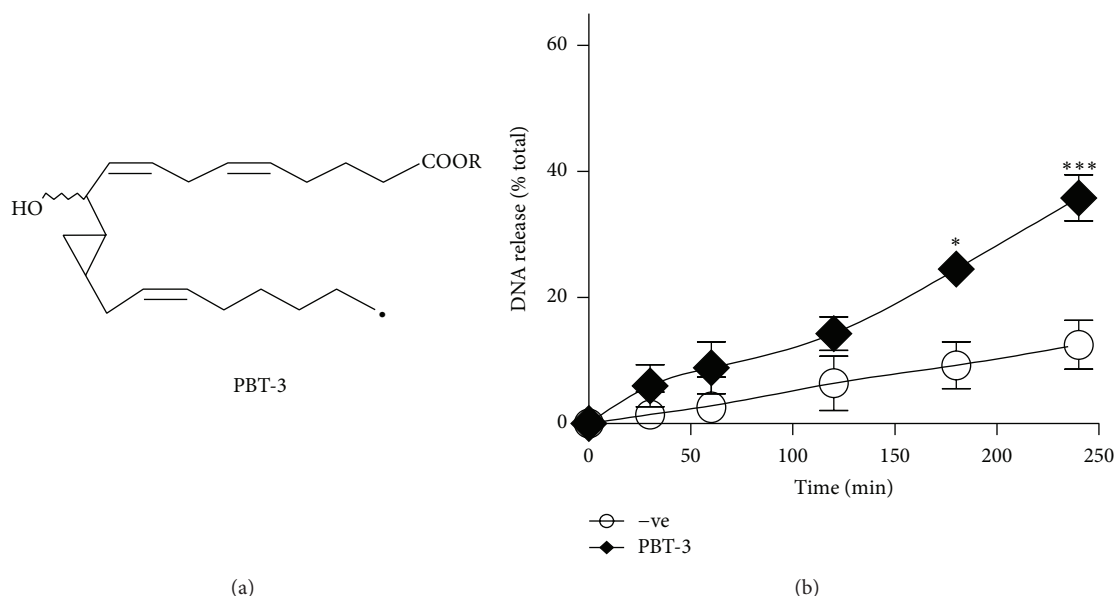 COOR
HO
PBT-3
(a)
DNA release (% total)
60
40
20
0
***
*
0
50
100
150
200
250
Time (min)
−ve
PBT-3
(b)